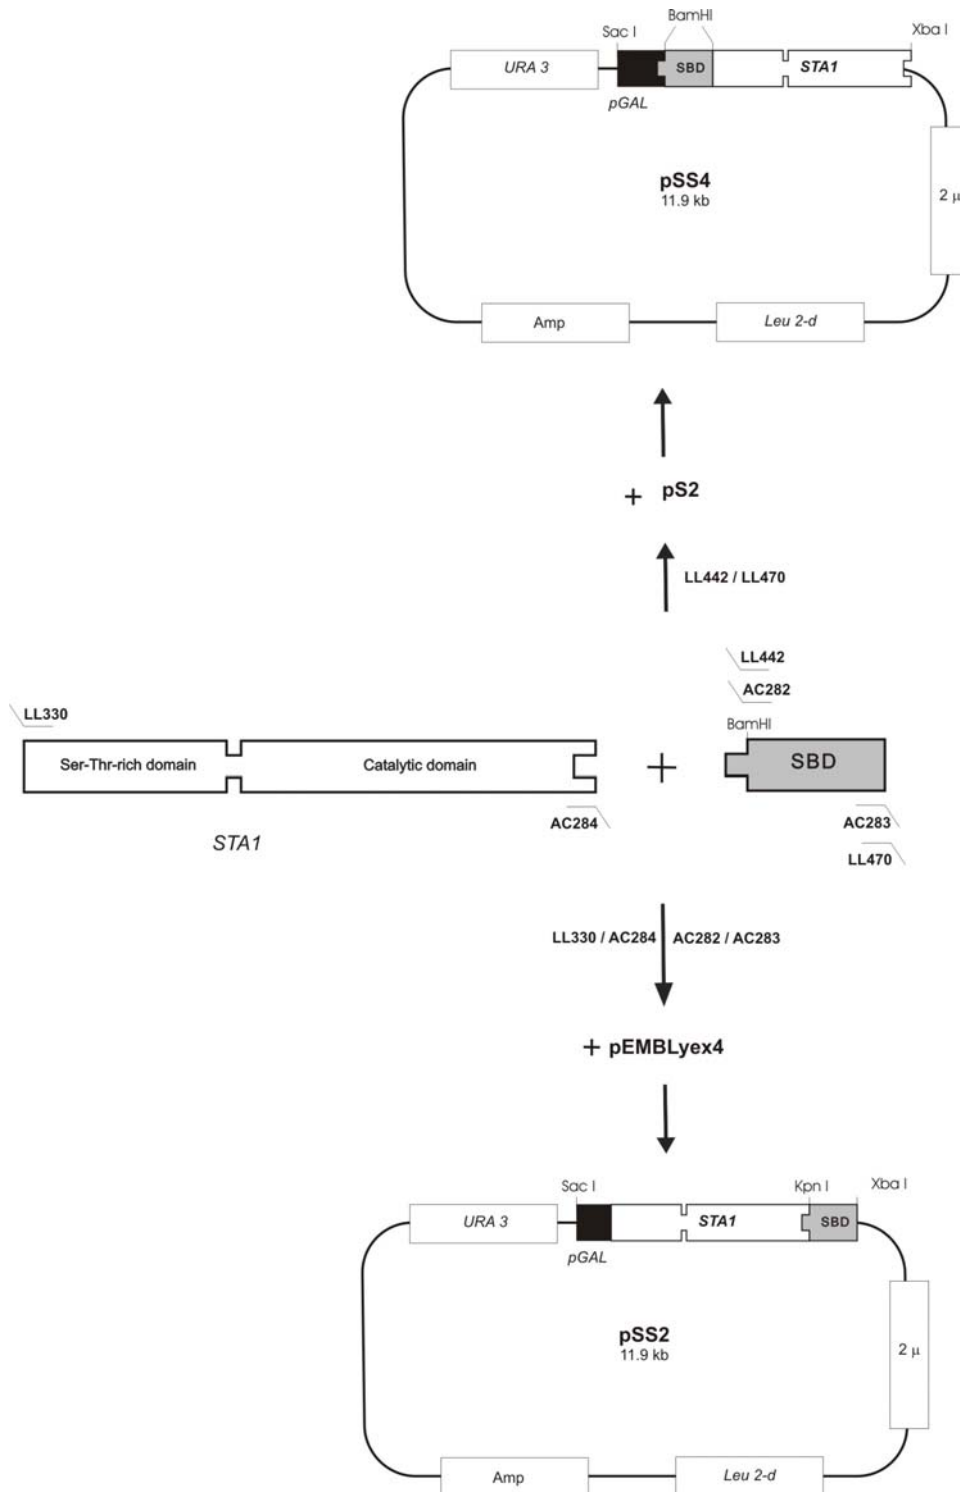 BamHI
Sac I
Xba I
URA 3
SBD
STA1
pGAL
pSS4
11.9 kb
2 μ
Amp
Leu 2-d
+ pS2
LL442 / LL470
LL442
AC282
BamHI
LL330
Ser-Thr-rich domain
Catalytic domain
+
SBD
AC284
AC283
LL470
STA1
LL330 / AC284
AC282 / AC283
+ pEMBLyex4
Sac I
Kpn I
Xba I
URA 3
STA1
SBD
pGAL
pSS2
11.9 kb
2 μ
Amp
Leu 2-d